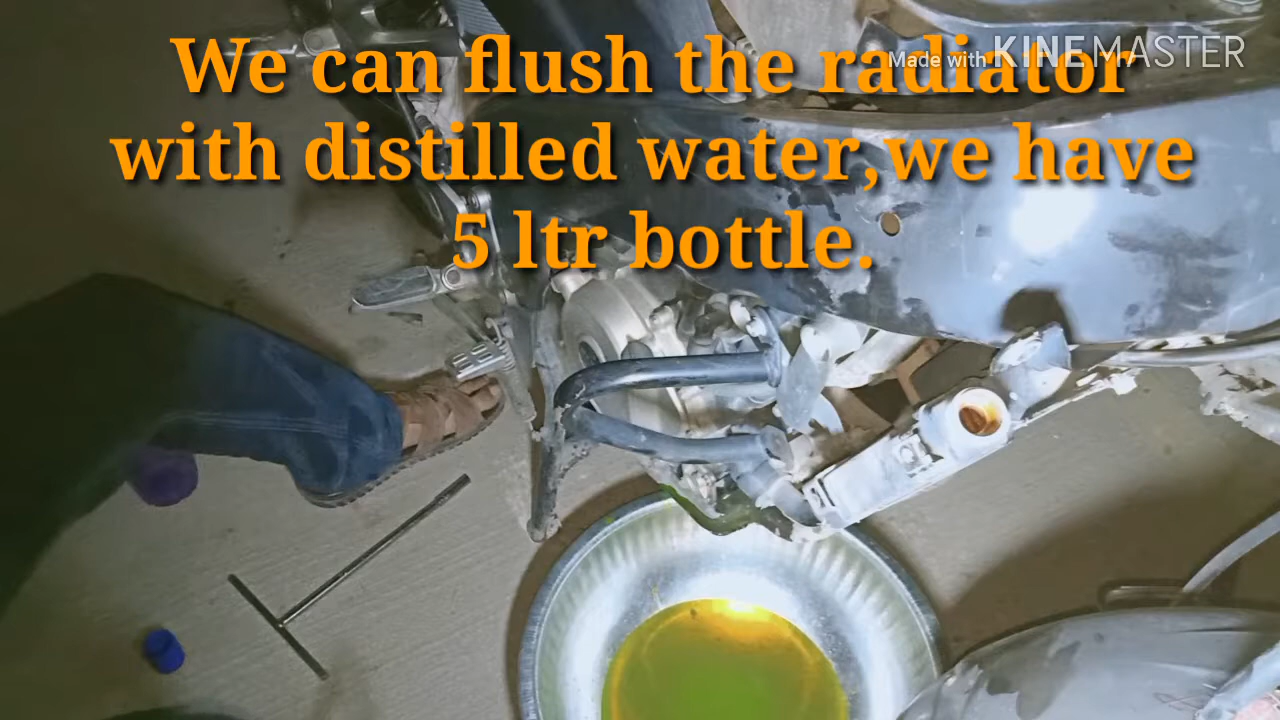 We can flush the radiator
Made with KINEMASTER
with distilled water,we have
5 ltr bottle.